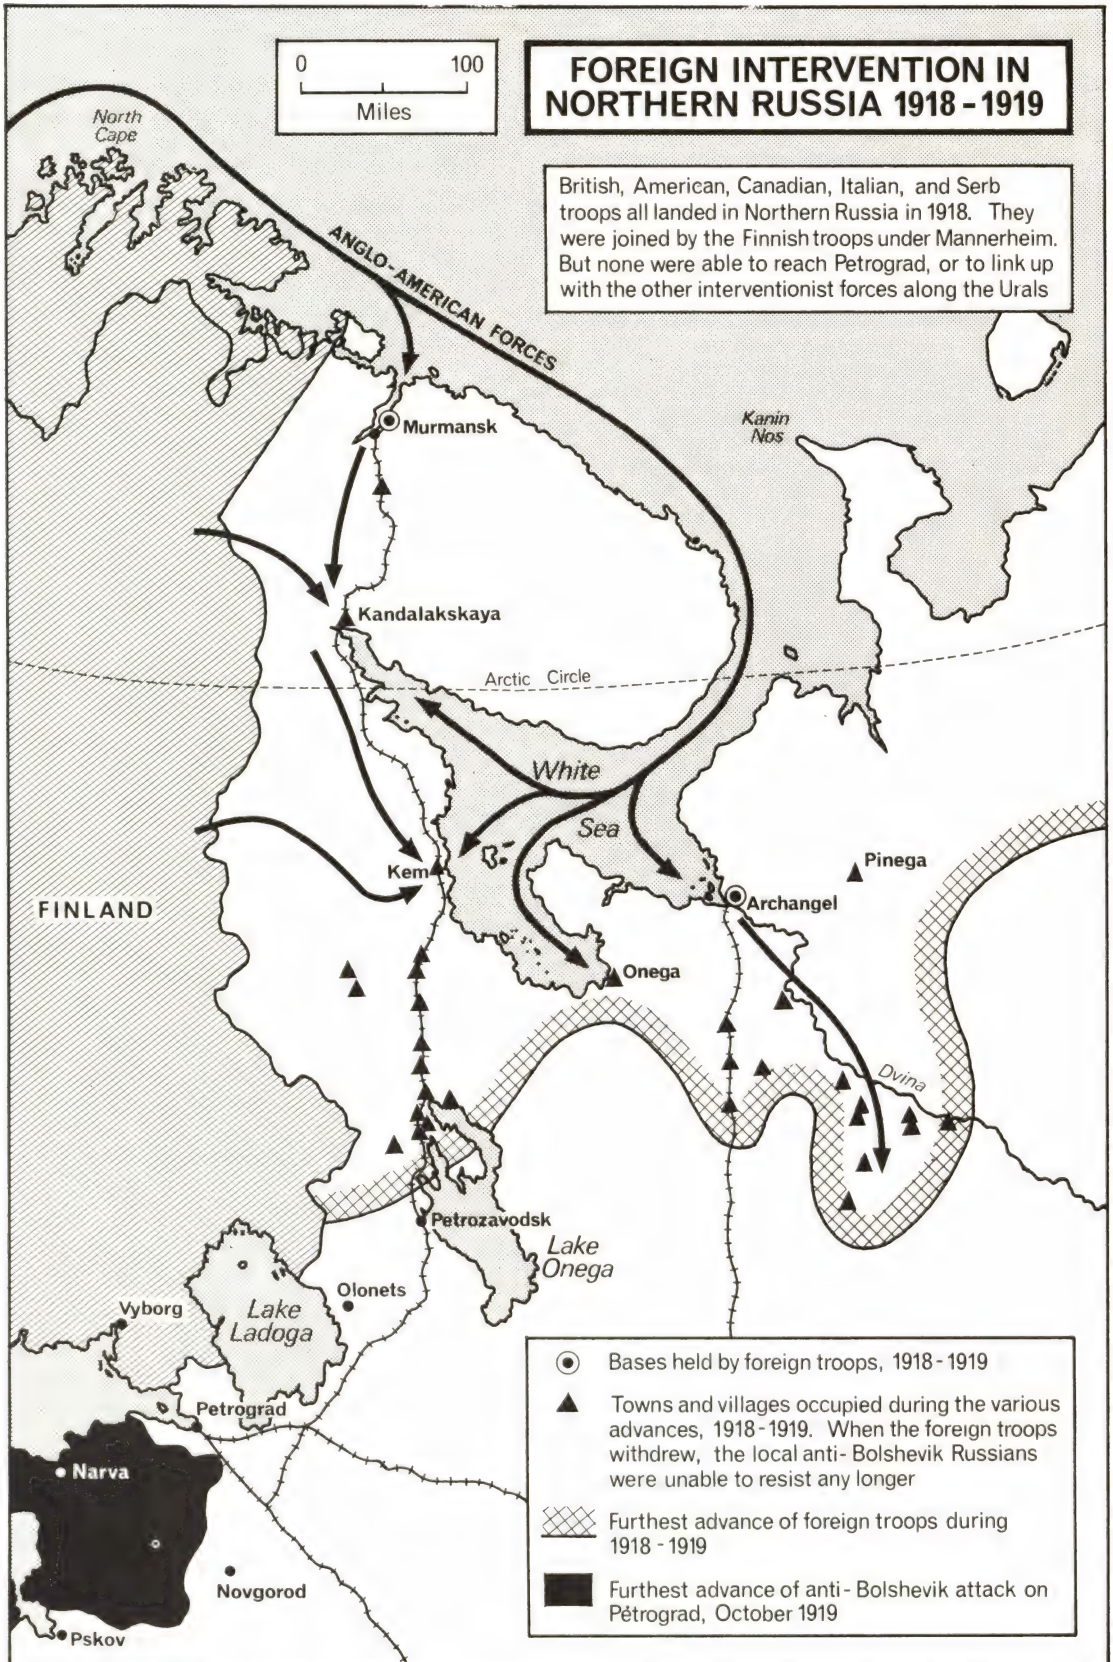 0 100
Miles
FOREIGN INTERVENTION IN
NORTHERN RUSSIA 1918-1919
British, American, Canadian, Italian, and Serb
troops all landed in Northern Russia in 1918. They
were joined by the Finnish troops under Mannerheim.
But none were able to reach Petrograd, or to link up
with the other interventionist forces along the Urals
North
Cape
ANGLO-AMERICAN FORCES
Murmansk
Kanin
Nos
Kandalakskaya
Arctic Circle
White
Sea
Kem
Pinega
Archangel
FINLAND
Onega
Dvina
Petrozavodsk
Lake
Onega
Olonets
Vyborg
Lake
Ladoga
Petrograd
Narva
Novgorod
Pskov
Bases held by foreign troops, 1918-1919
Towns and villages occupied during the various
advances, 1918-1919. When the foreign troops
withdrew, the local anti-Bolshevik Russians
were unable to resist any longer
Furthest advance of foreign troops during
1918-1919
Furthest advance of anti-Bolshevik attack on
Pétrograd, October 1919